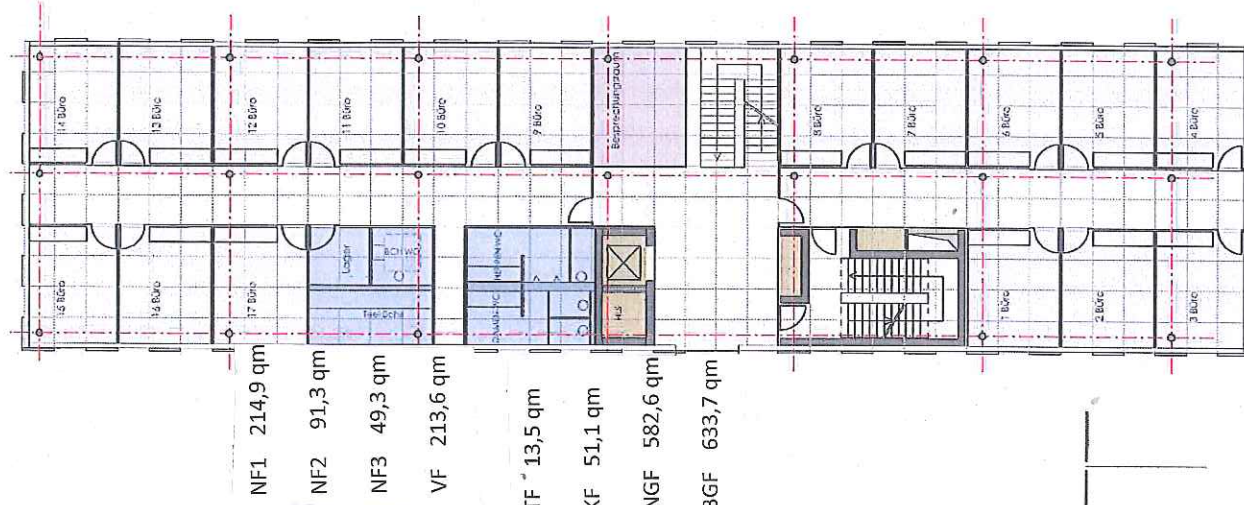 14 Büro
13 Büro
12 Büro
11 Büro
10 Büro
9 Büro
Besprechungsraum
8 Büro
7 Büro
6 Büro
5 Büro
4 Büro
15 Büro
16 Büro
17 Büro
Lager
BEH WC
HERREN WC
DAMEN-WC
HLS
1 Büro
2 Büro
3 Büro
NF1 214,9 qm
NF2 91,3 qm
NF3 49,3 qm
VF 213,6 qm
TF 13,5 qm
KF 51,1 qm
NGF 582,6 qm
BGF 633,7 qm